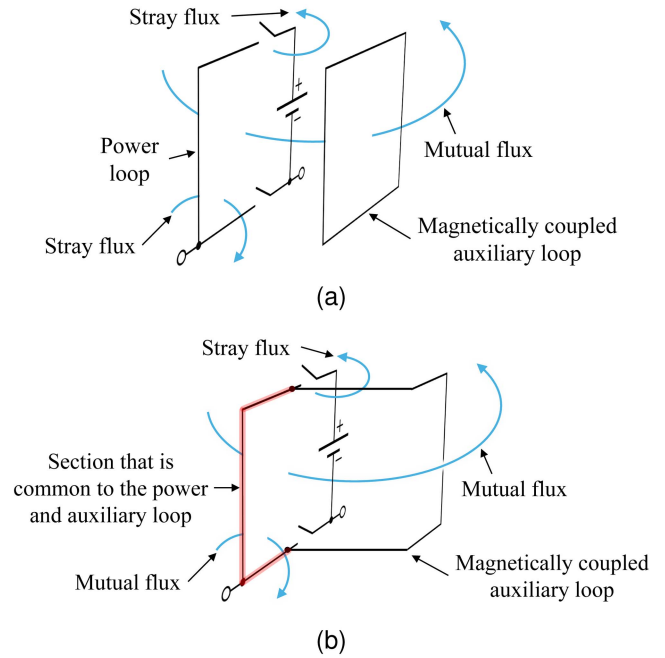 Stray flux
+
-
Power
loop
Mutual flux
Stray flux
Magnetically coupled
auxiliary loop
(a)
Stray flux
+
-
Section that is
common to the power
and auxiliary loop
Mutual flux
Mutual flux
Magnetically coupled
auxiliary loop
(b)